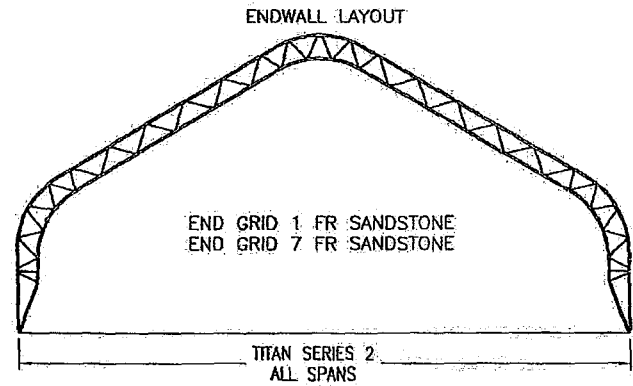 ENDWALL LAYOUT
END GRID 1 FR SANDSTONE
END GRID 7 FR SANDSTONE
TITAN SERIES 2
ALL SPANS